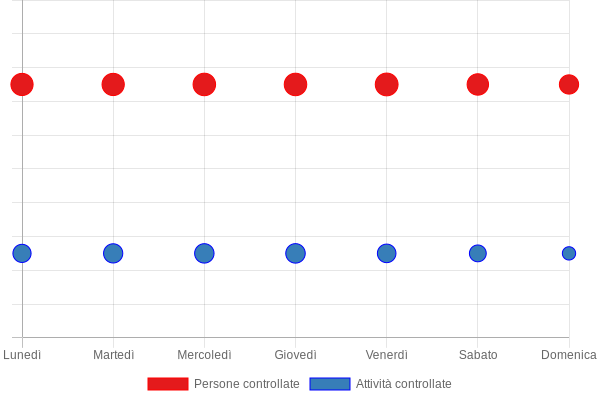 Lunedì Martedì Mercoledì Giovedì Venerdì Sabato Domenica
Persone controllate Attività controllate